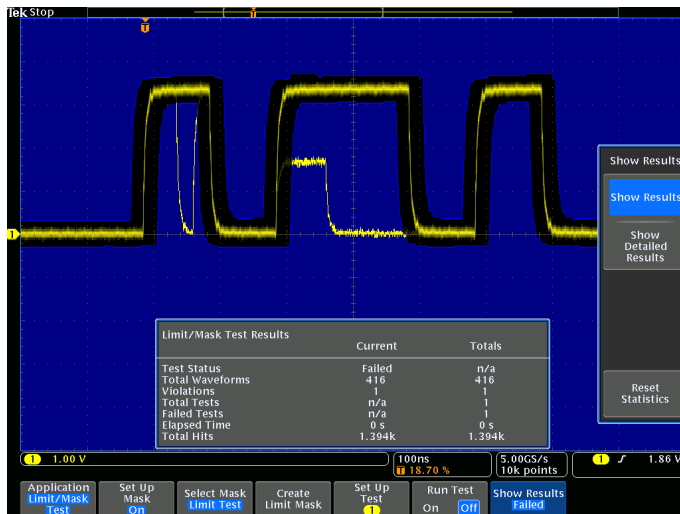 Tek Stop
T
T
1
Show Results
Show Results
Show
Detailed
Results
Reset
Statistics
Limit/Mask Test Results
Current Totals
Test Status Failed n/a
Total Waveforms 416 416
Violations 1 1
Total Tests n/a 1
Failed Tests n/a 1
Elapsed Time 0 s 0 s
Total Hits 1.394k 1.394k
1 1.00 V
100ns
T 18.70 %
5.00GS/s
10k points
1 1.86 V
Application
Limit/Mask
Test
Set Up
Mask
On
Select Mask
Limit Test
Create
Limit Mask
Set Up
Test
1
Run Test
On Off
Show Results
Failed